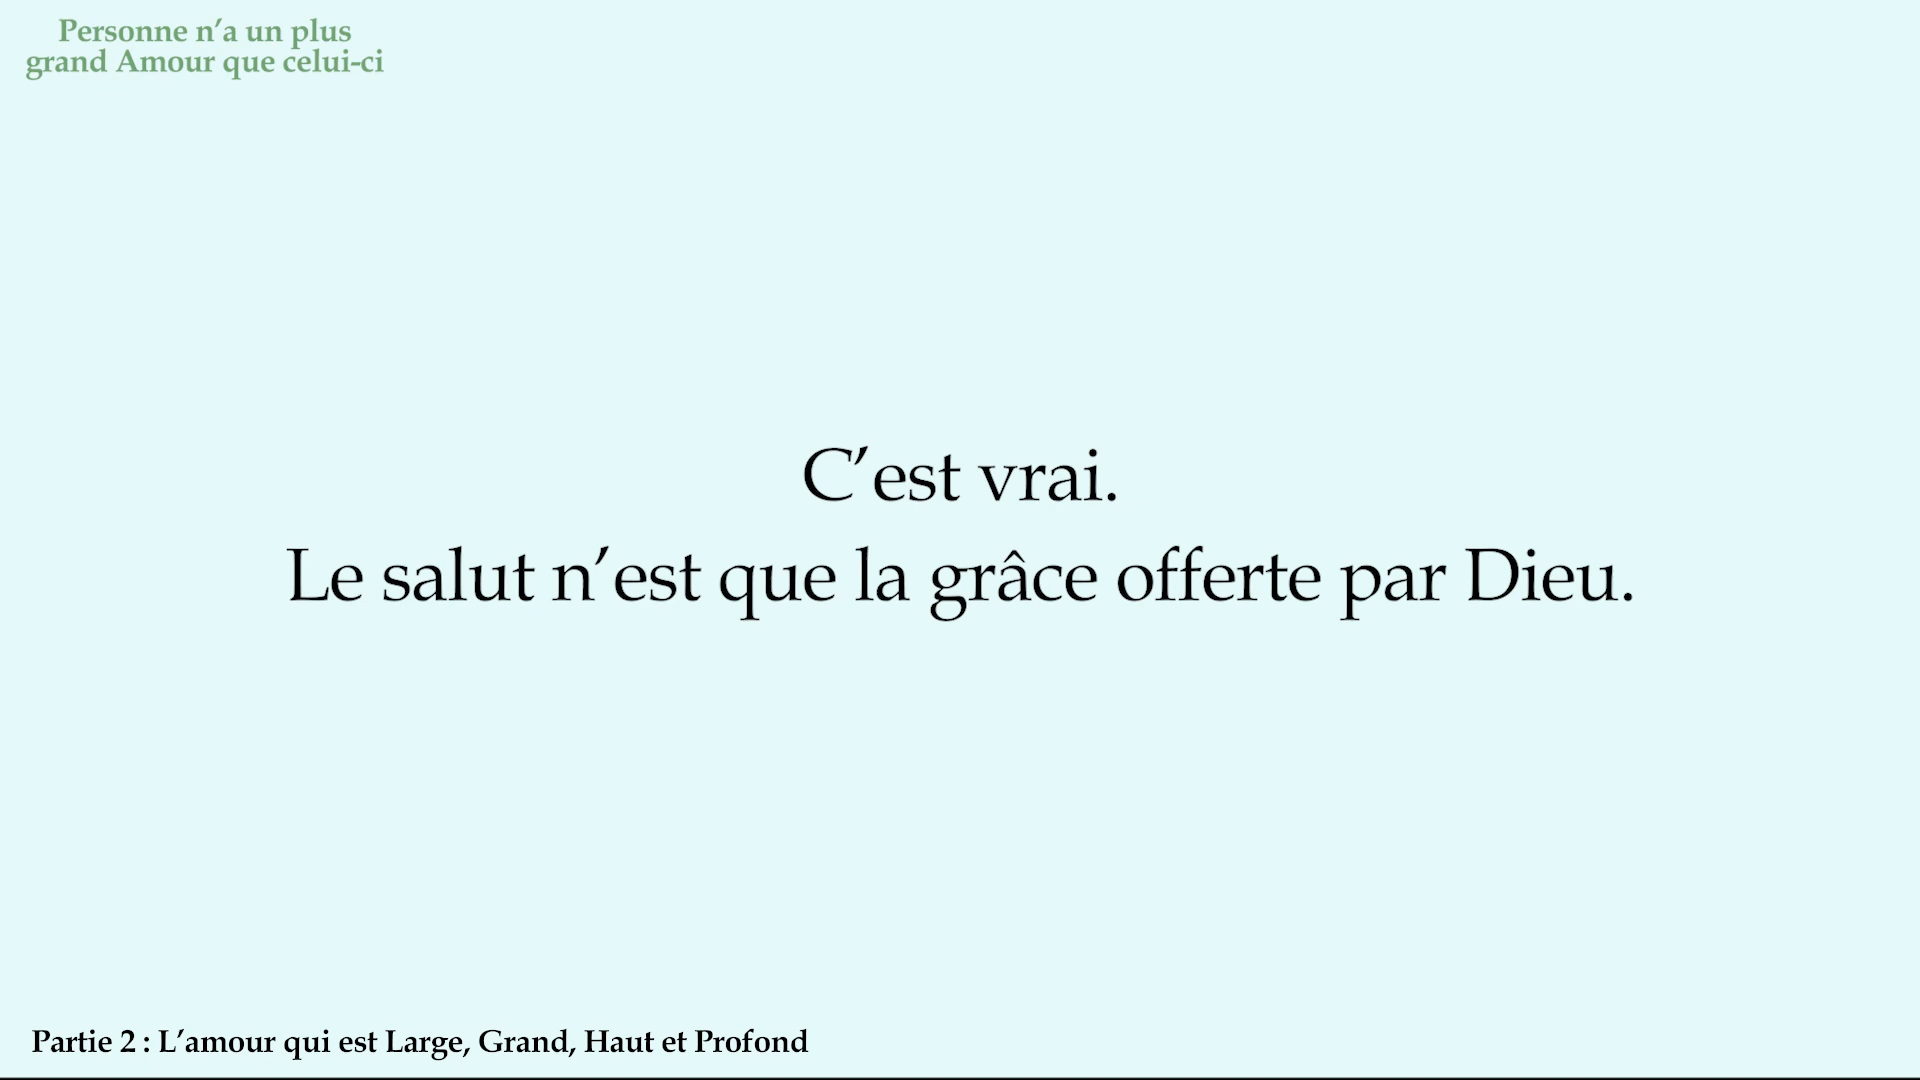 Personne n’a un plus
grand Amour que celui-ci
C’est vrai.
Le salut n’est que la grâce offerte par Dieu.
Partie 2 : L’amour qui est Large, Grand, Haut et Profond